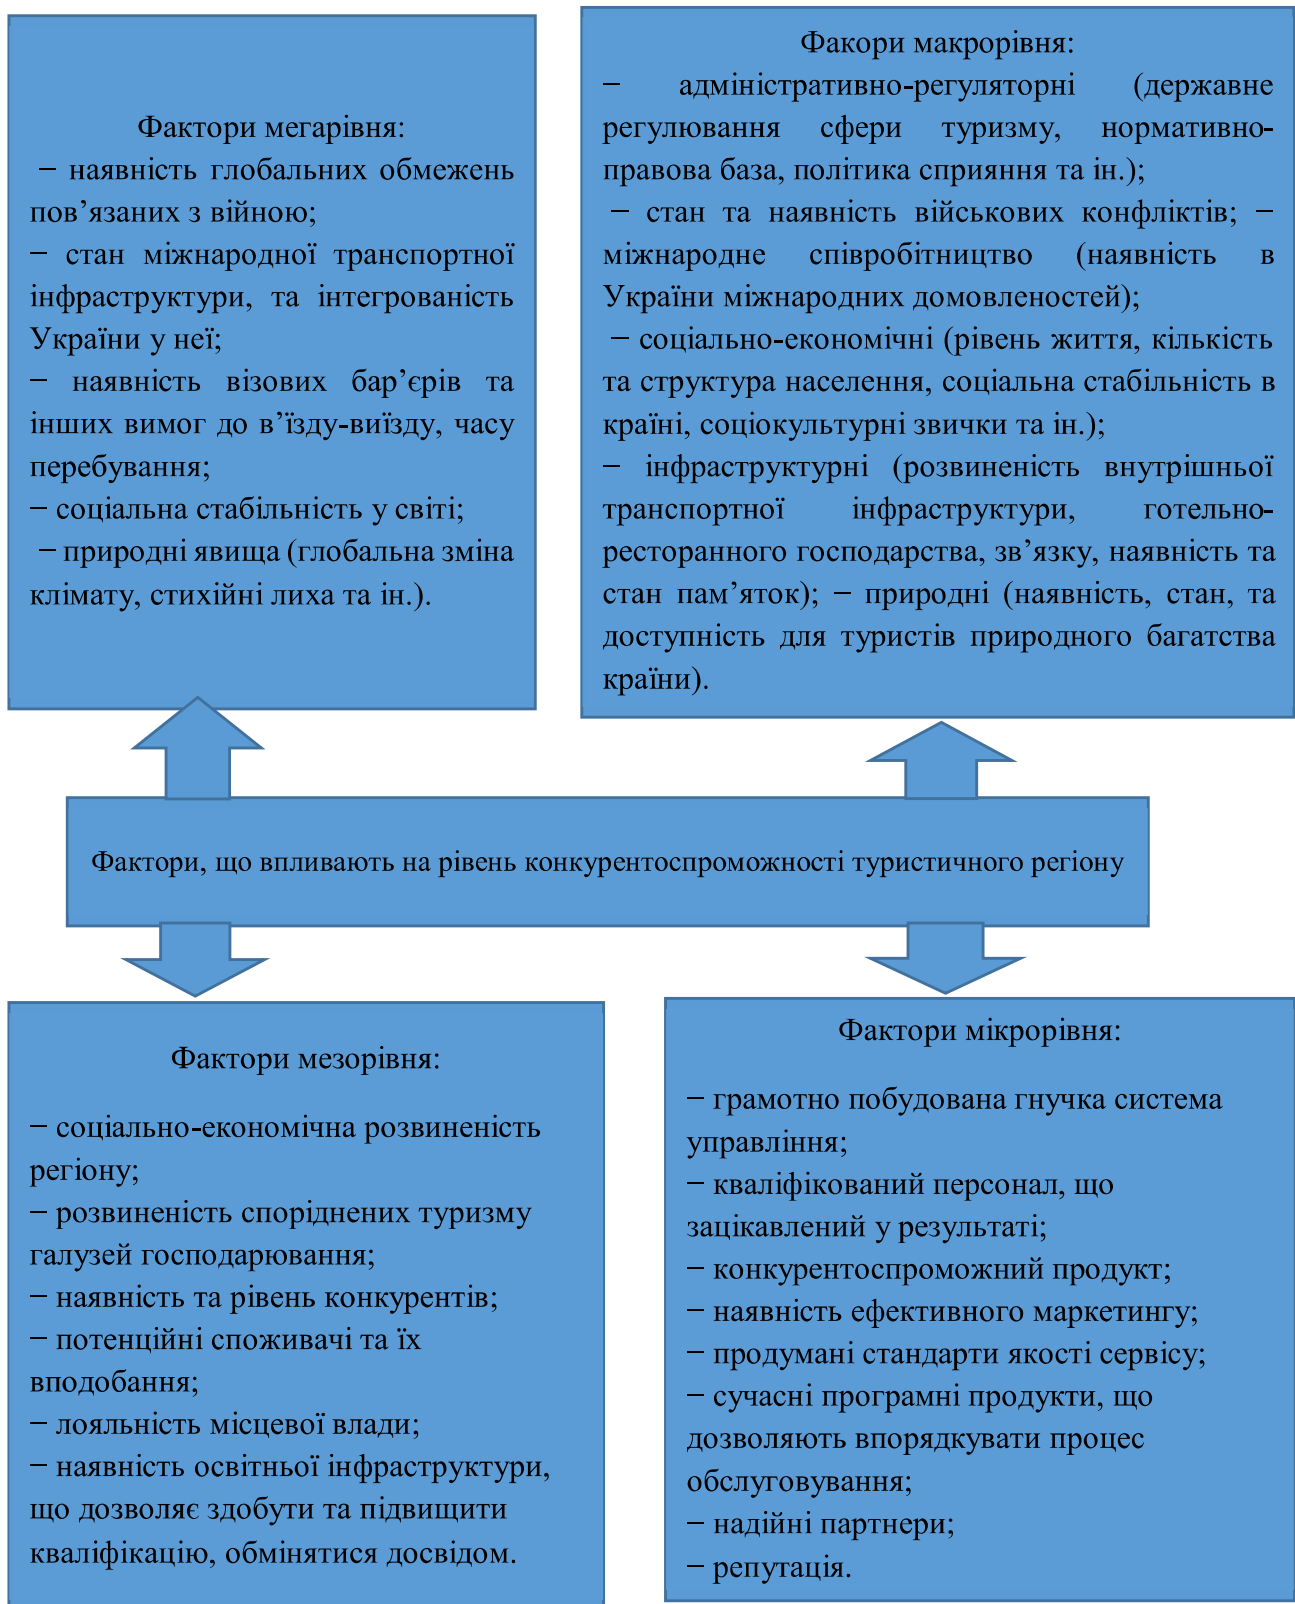 Фактори мегарівня:
− наявність глобальних обмежень
пов’язаних з війною;
− стан міжнародної транспортної
інфраструктури, та інтегрованість
України у неї;
− наявність візових бар’єрів та
інших вимог до в’їзду-виїзду, часу
перебування;
− соціальна стабільність у світі;
− природні явища (глобальна зміна
клімату, стихійні лиха та ін.).
Факори макрорівня:
− адміністративно-регуляторні (державне
регулювання сфери туризму, нормативно-
правова база, політика сприяння та ін.);
− стан та наявність військових конфліктів; −
міжнародне співробітництво (наявність в
України міжнародних домовленостей);
− соціально-економічні (рівень життя, кількість
та структура населення, соціальна стабільність в
країні, соціокультурні звички та ін.);
− інфраструктурні (розвиненість внутрішньої
транспортної інфраструктури, готельно-
ресторанного господарства, зв’язку, наявність та
стан пам’яток); − природні (наявність, стан, та
доступність для туристів природного багатства
країни).
Фактори, що впливають на рівень конкурентоспроможності туристичного регіону
Фактори мезорівня:
− соціально-економічна розвиненість
регіону;
− розвиненість споріднених туризму
галузей господарювання;
− наявність та рівень конкурентів;
− потенційні споживачі та їх
вподобання;
− лояльність місцевої влади;
− наявність освітньої інфраструктури,
що дозволяє здобути та підвищити
кваліфікацію, обмінятися досвідом.
Фактори мікрорівня:
− грамотно побудована гнучка система
управління;
− кваліфікований персонал, що
зацікавлений у результаті;
− конкурентоспроможний продукт;
− наявність ефективного маркетингу;
− продумані стандарти якості сервісу;
− сучасні програмні продукти, що
дозволяють впорядкувати процес
обслуговування;
− надійні партнери;
− репутація.